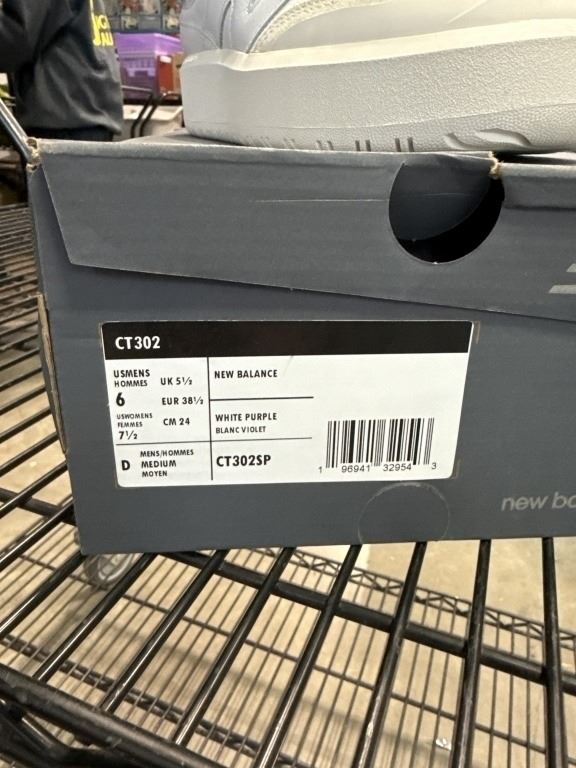 CT302
USMENS
HOMMES
UK 5½
6
EUR 38½
USWOMENS
FEMMES
CM 24
7½
D
MENS/HOMMES
MEDIUM
MOYEN
NEW BALANCE
WHITE PURPLE
BLANC VIOLET
CT302SP
1 96941 32954 3
new ba